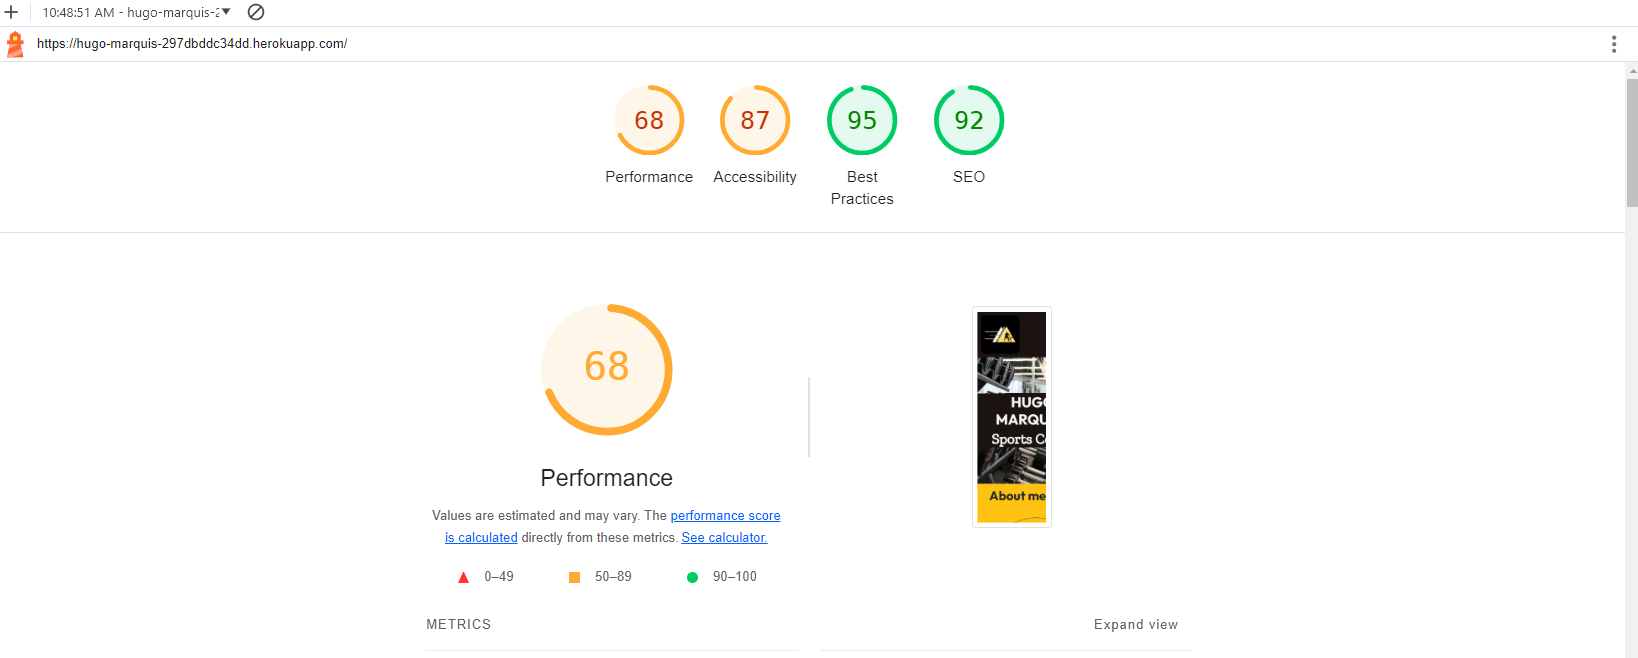 10:48:51 AM - hugo-marquis-2
https://hugo-marquis-297dbddc34dd.herokuapp.com/
68
87
95
92
Performance
Accessibility
Best
Practices
SEO
68
Performance
Values are estimated and may vary. The performance score
is calculated directly from these metrics. See calculator.
0–49
50–89
90–100
HUGO
MARQU
Sports C
About me
METRICS
Expand view